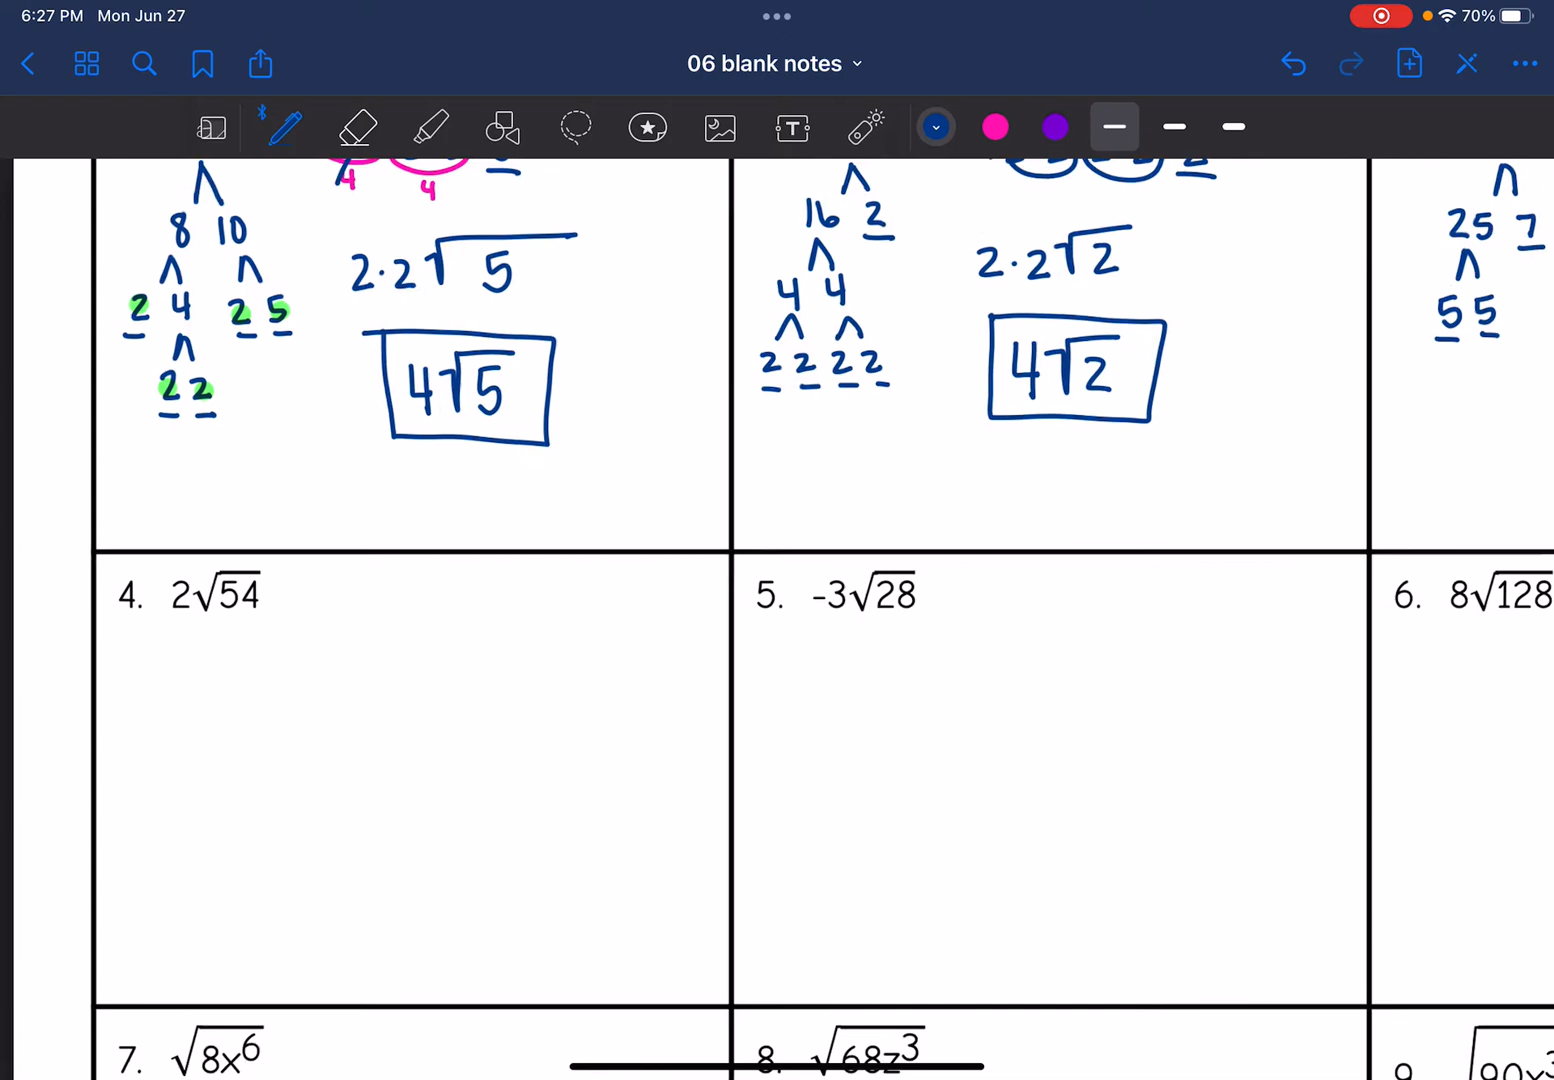 6:27 PM Mon Jun 27
70%
06 blank notes
T
4 4
8 10
2 4 2 5
2 2
2·2√5
4√5
16 2
4 4
2 2 2 2
2·2√2
4√2
25 7
5 5
4. 2√54
5. -3√28
6. 8√128
7. √8x⁶
8. √68z³